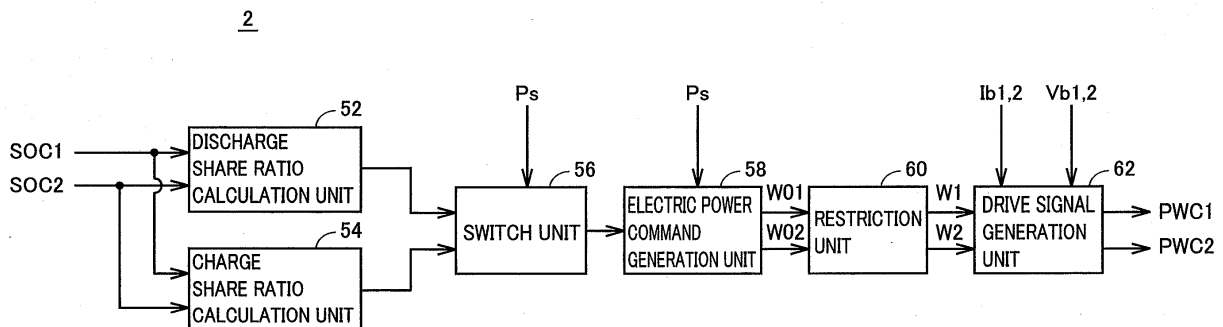 2
Ps
Ps
Ib1,2
Vb1,2
52
DISCHARGE
SHARE RATIO
CALCULATION UNIT
SOC1
SOC2
54
CHARGE
SHARE RATIO
CALCULATION UNIT
56
SWITCH UNIT
58
ELECTRIC POWER
COMMAND
GENERATION UNIT
W01
W02
60
RESTRICTION
UNIT
W1
W2
62
DRIVE SIGNAL
GENERATION
UNIT
PWC1
PWC2